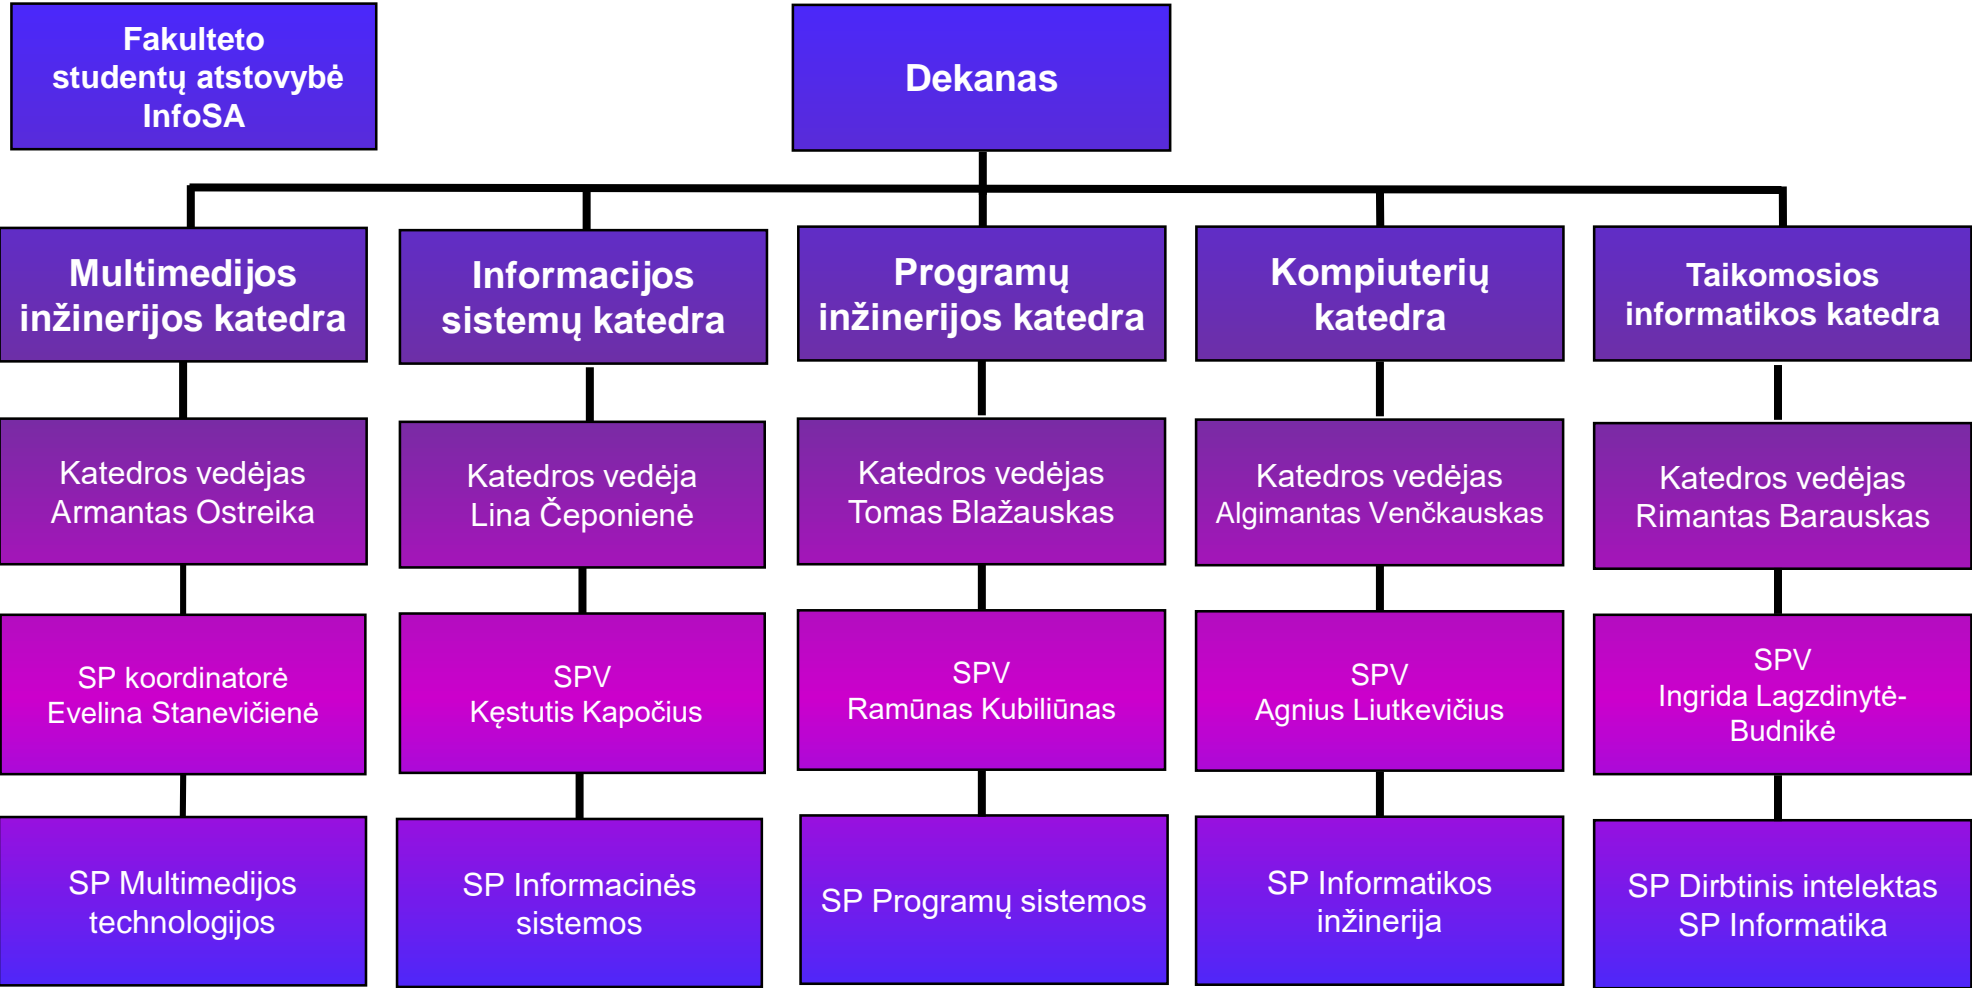 Fakulteto
studentų atstovybė
InfoSA
Dekanas
Multimedijos
inžinerijos katedra
Informacijos
sistemų katedra
Programų
inžinerijos katedra
Kompiuterių
katedra
Taikomosios
informatikos katedra
Katedros vedėjas
Armantas Ostreika
Katedros vedėja
Lina Čeponienė
Katedros vedėjas
Tomas Blažauskas
Katedros vedėjas
Algimantas Venčkauskas
Katedros vedėjas
Rimantas Barauskas
SP koordinatorė
Evelina Stanevičienė
SPV
Kęstutis Kapočius
SPV
Ramūnas Kubiliūnas
SPV
Agnius Liutkevičius
SPV
Ingrida Lagzdinytė-
Budnikė
SP Multimedijos
technologijos
SP Informacinės
sistemos
SP Programų sistemos
SP Informatikos
inžinerija
SP Dirbtinis intelektas
SP Informatika